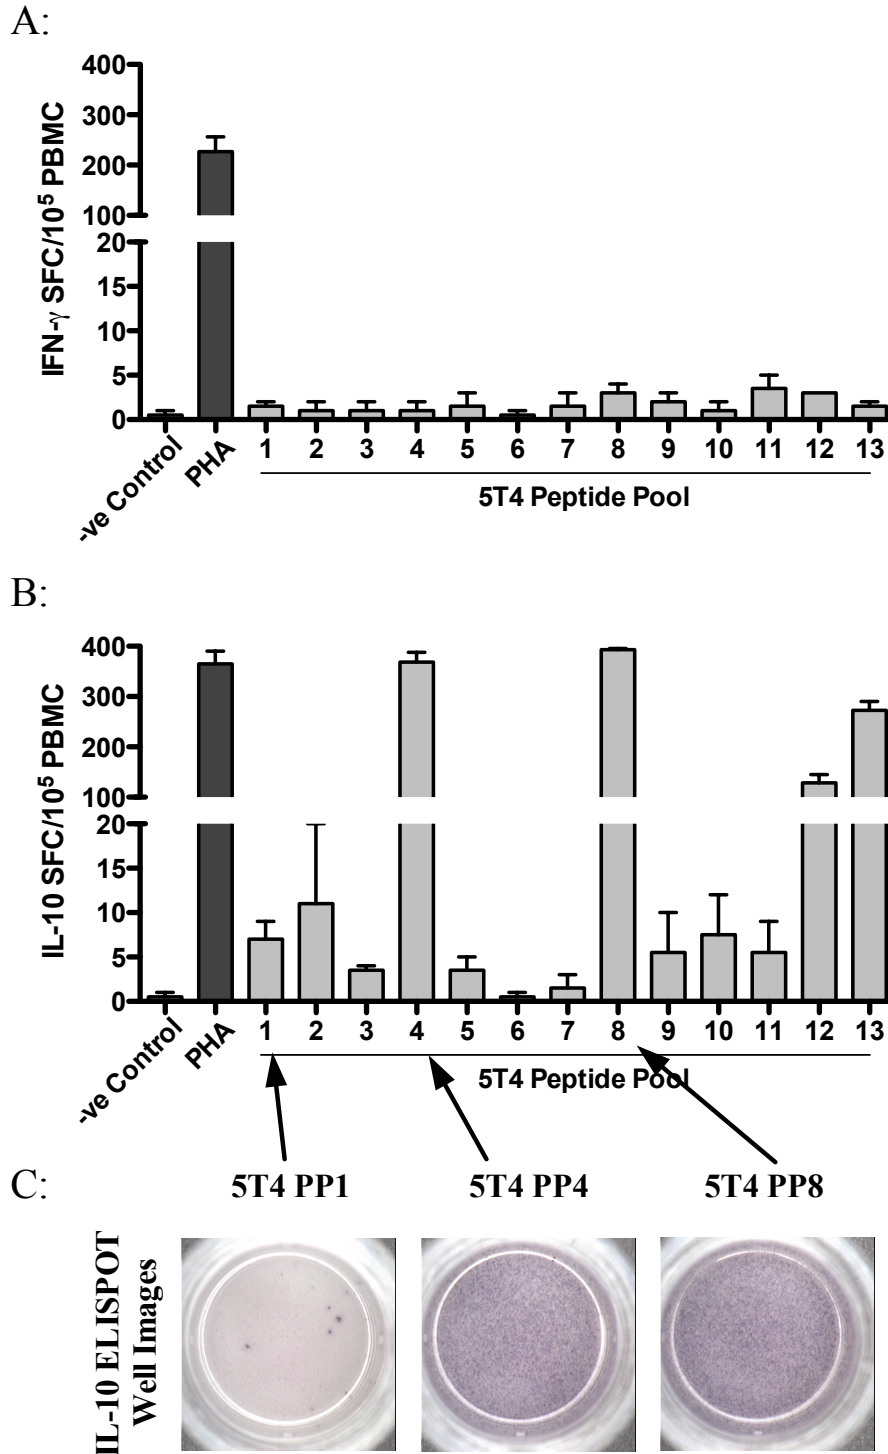 A:
IFN-γ SFC/10⁵ PBMC
400
300
200
100
20
15
10
5
0
-ve Control
PHA
1 2 3 4 5 6 7 8 9 10 11 12 13
5T4 Peptide Pool
B:
IL-10 SFC/10⁵ PBMC
400
300
200
100
20
15
10
5
0
-ve Control
PHA
1 2 3 4 5 6 7 8 9 10 11 12 13
5T4 Peptide Pool
C:
5T4 PP1 5T4 PP4 5T4 PP8
IL-10 ELISPOT
Well Images